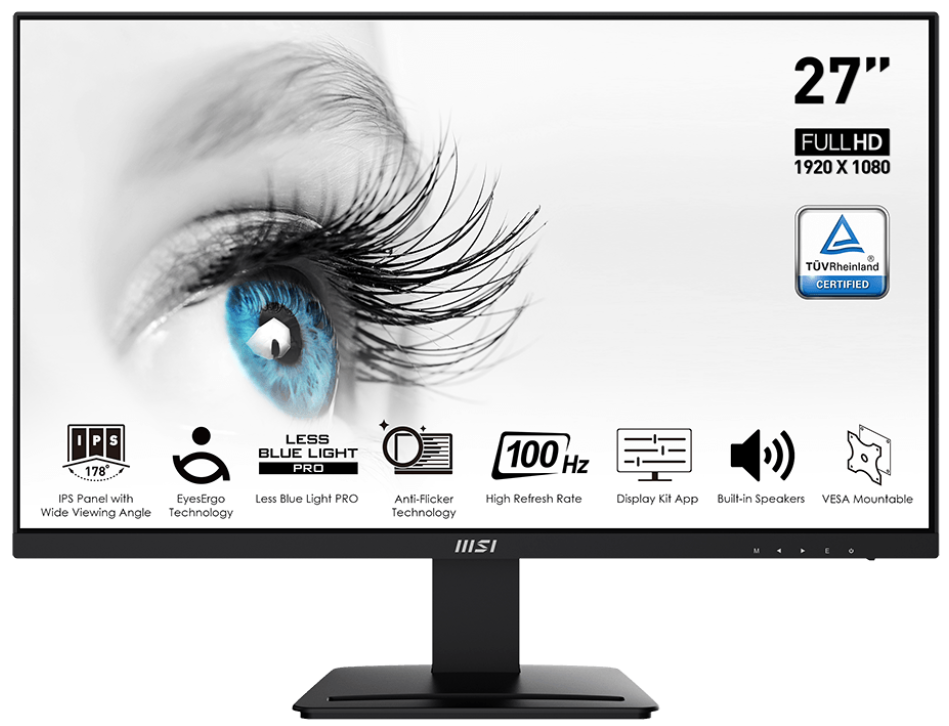 27”
FULL HD
1920 X 1080
TÜVRheinland®
CERTIFIED
IPS
178°
IPS Panel with
Wide Viewing Angle
EyesErgo
Technology
LESS
BLUE LIGHT
PRO
Less Blue Light PRO
Anti-Flicker
Technology
100Hz
High Refresh Rate
Display Kit App
Built-in Speakers
VESA Mountable
msi
M ◄ ► E